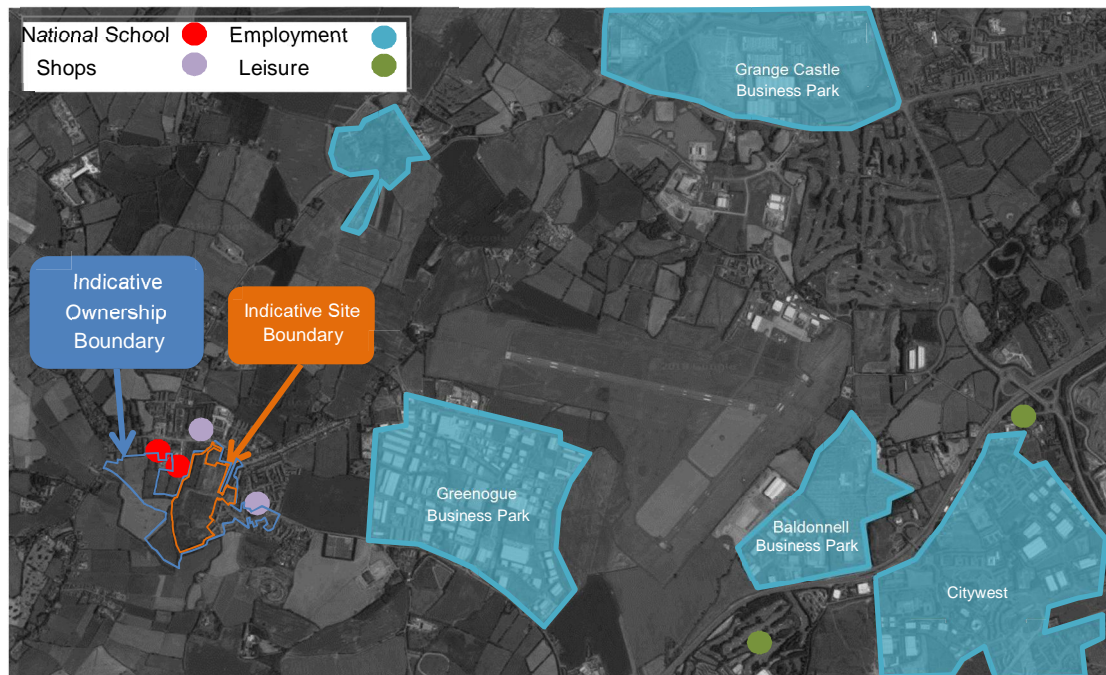 National School
Employment
Shops
Leisure
Grange Castle
Business Park
Indicative
Ownership
Boundary
Indicative Site
Boundary
Greenogue
Business Park
Baldonnell
Business Park
Citywest